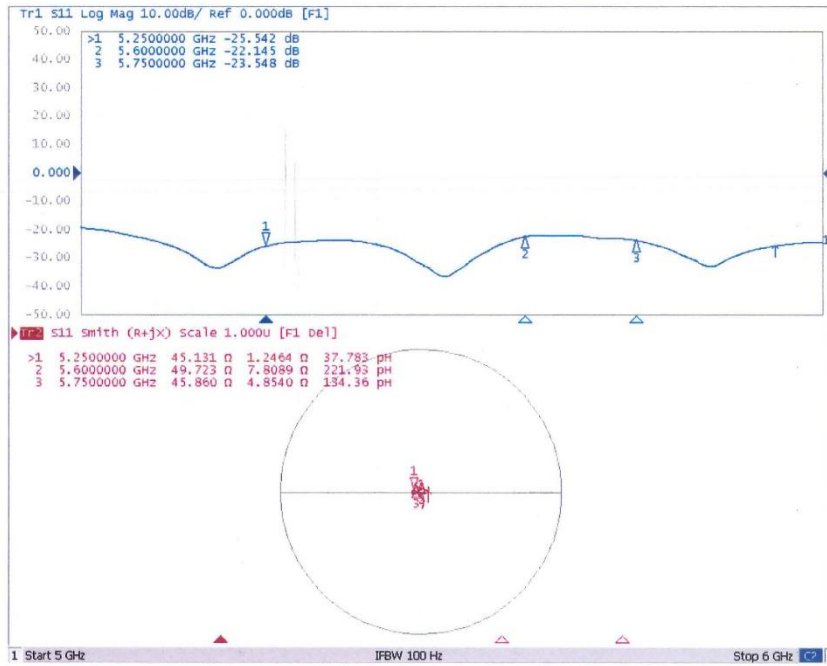 Tr1 S11 Log Mag 10.00dB/ Ref 0.000dB [F1]
50.00
>1 5.2500000 GHz -25.542 dB
2 5.6000000 GHz -22.145 dB
3 5.7500000 GHz -23.548 dB
40.00
30.00
20.00
10.00
0.000
-10.00
-20.00
1
2
3
1
-30.00
-40.00
-50.00
Tr2 S11 Smith (R+jX) Scale 1.000U [F1 Del]
>1 5.2500000 GHz 45.131 Ω 1.2464 Ω 37.783 pH
2 5.6000000 GHz 49.723 Ω 7.8089 Ω 221.93 pH
3 5.7500000 GHz 45.860 Ω 4.8540 Ω 134.36 pH
1
1 Start 5 GHz
IFBW 100 Hz
Stop 6 GHz
C?